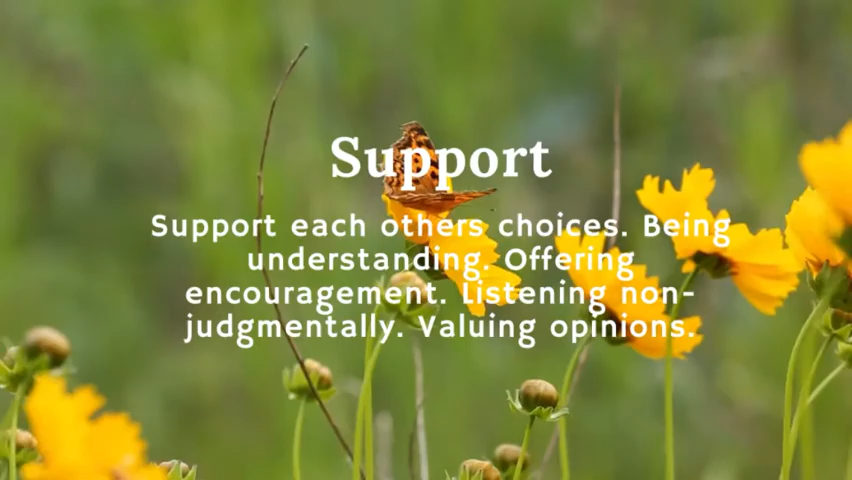 Support
Support each others choices. Being
understanding. Offering
encouragement. Listening non-
judgmentally. Valuing opinions.